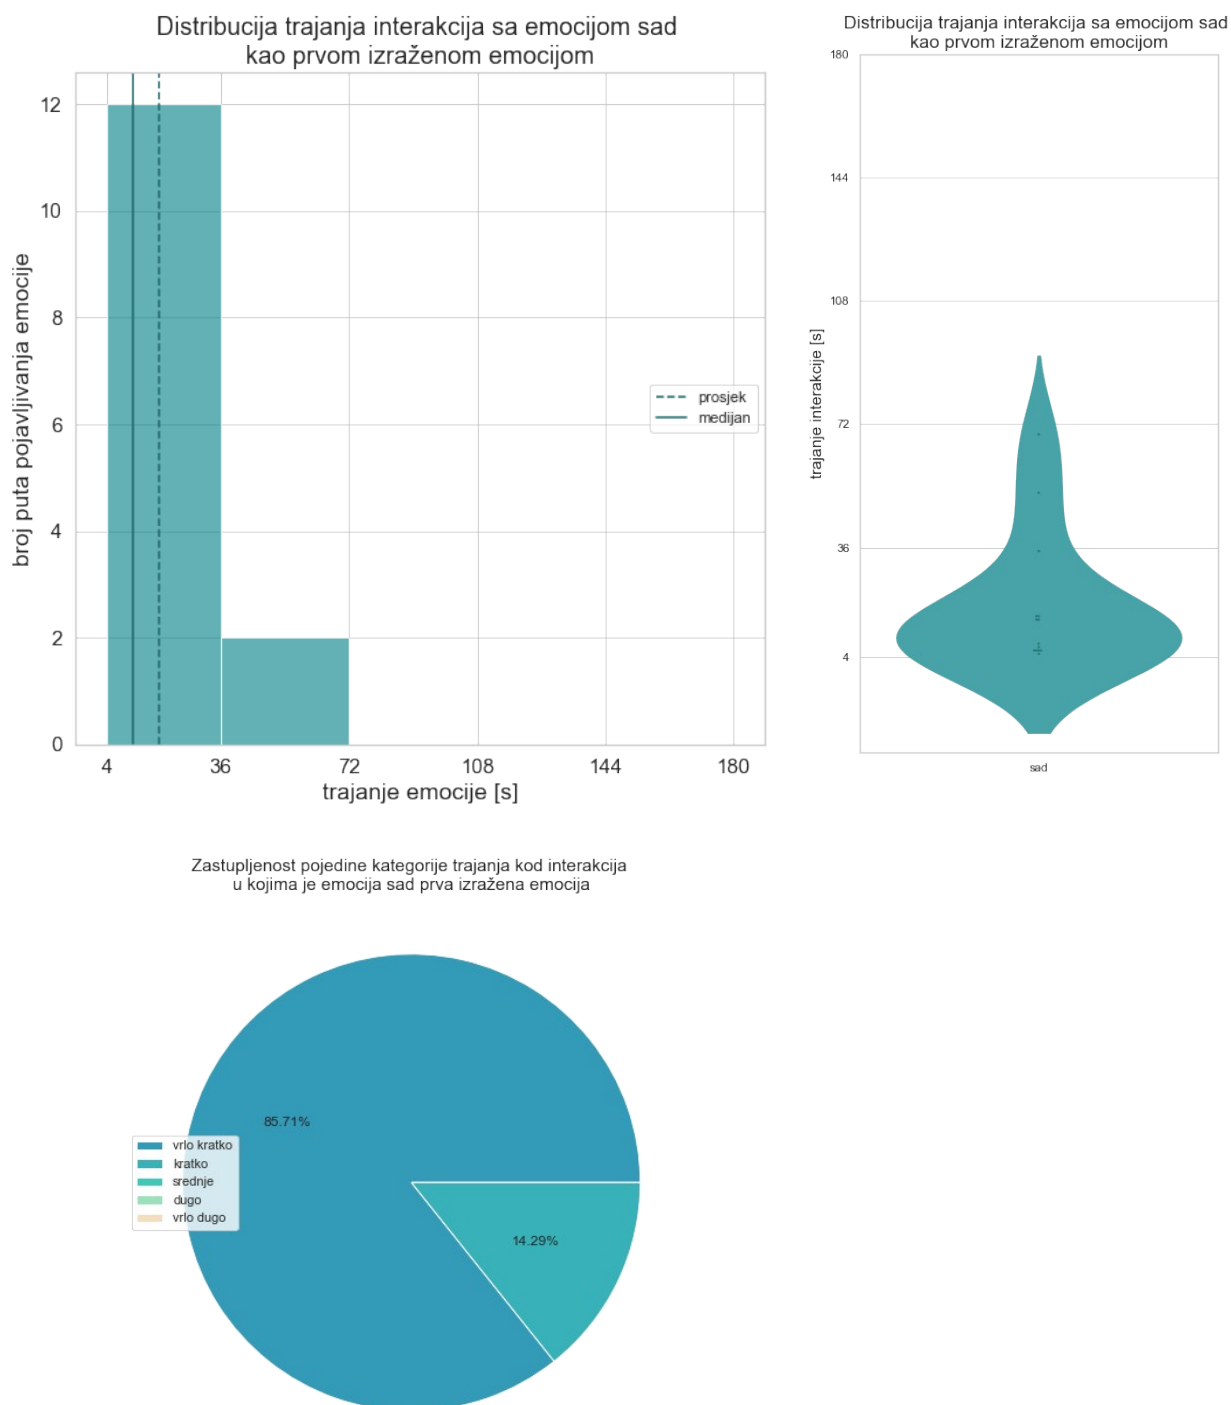 Distribucija trajanja interakcija sa emocijom sad
kao prvom izraženom emocijom
12
10
8
6
4
2
0
broj puta pojavljivanja emocije
prosjek
medijan
4 36 72 108 144 180
trajanje emocije [s]
Distribucija trajanja interakcija sa emocijom sad
kao prvom izraženom emocijom
180
144
108
72
36
4
trajanje interakcije [s]
sad
Zastupljenost pojedine kategorije trajanja kod interakcija
u kojima je emocija sad prva izražena emocija
85.71%
vrlo kratko
kratko
srednje
dugo
vrlo dugo
14.29%